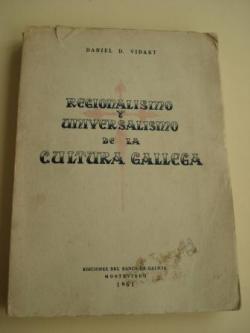 DANIEL D. VIDART
REGIONALISMO
Y
UNIVERSALISMO
DE LA
CULTURA GALLEGA
EDICIONES DEL BANCO DE GALICIA
MONTEVIDEO
1961